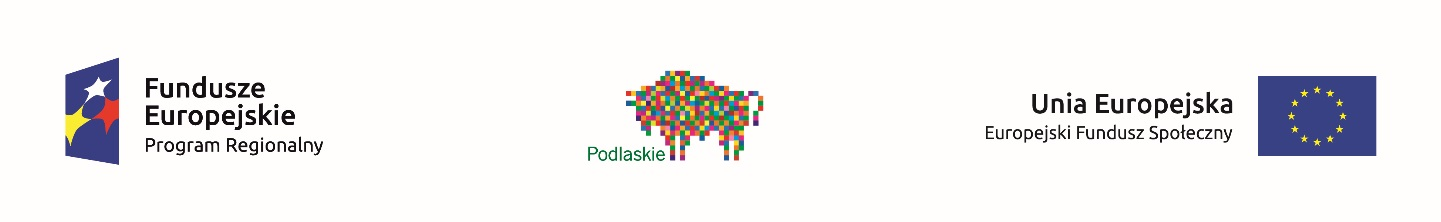 Fundusze
Europejskie
Program Regionalny
Podlaskie
Unia Europejska
Europejski Fundusz Społeczny